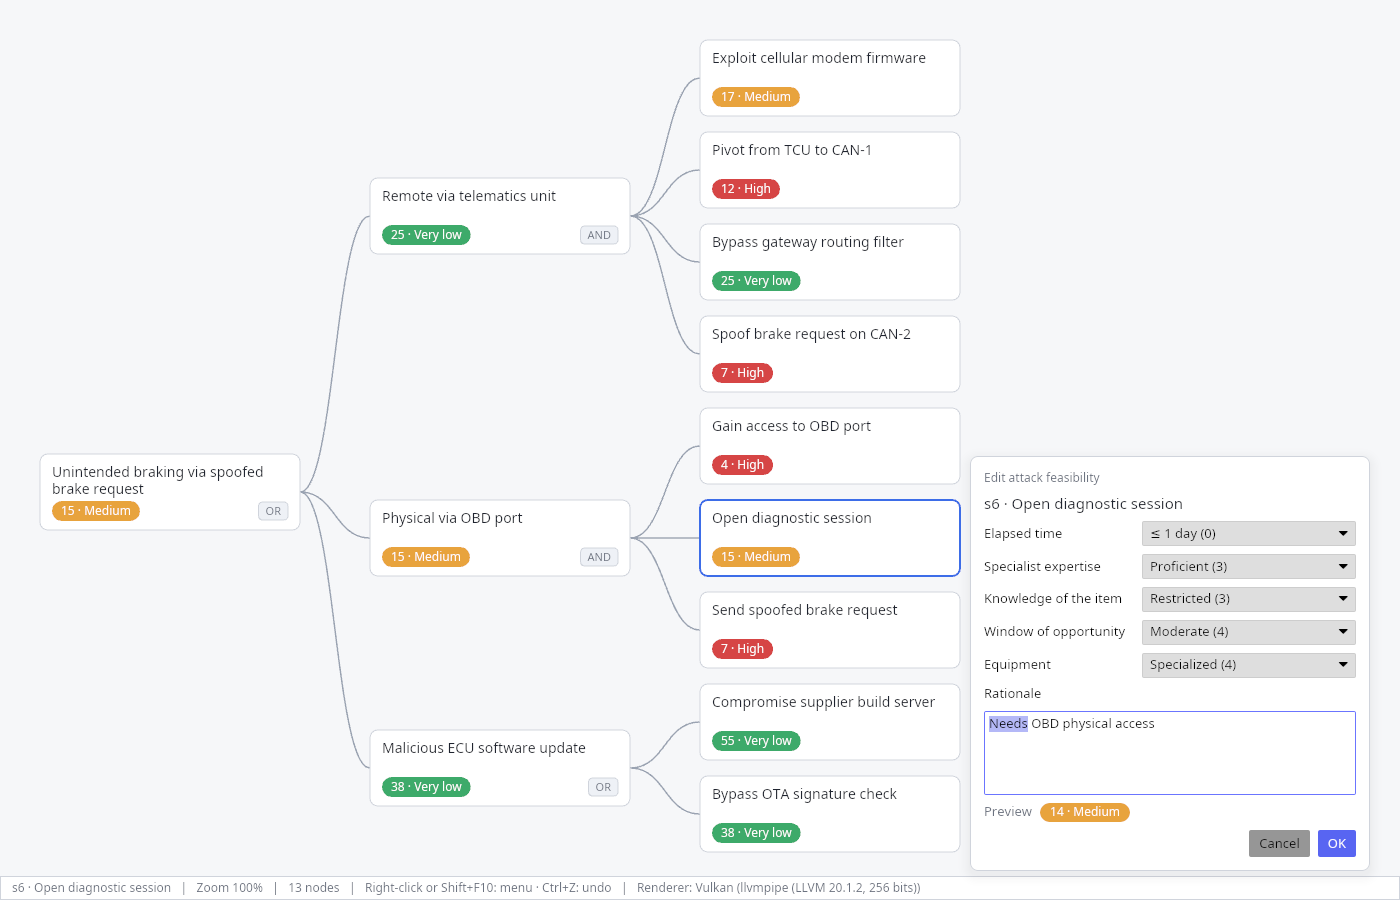 Unintended braking via spoofed
brake request
15 · Medium
OR
Remote via telematics unit
25 · Very low
AND
Physical via OBD port
15 · Medium
AND
Malicious ECU software update
38 · Very low
OR
Exploit cellular modem firmware
17 · Medium
Pivot from TCU to CAN-1
12 · High
Bypass gateway routing filter
25 · Very low
Spoof brake request on CAN-2
7 · High
Gain access to OBD port
4 · High
Open diagnostic session
15 · Medium
Send spoofed brake request
7 · High
Compromise supplier build server
55 · Very low
Bypass OTA signature check
38 · Very low
Edit attack feasibility
s6 · Open diagnostic session
Elapsed time ≤ 1 day (0)
Specialist expertise Proficient (3)
Knowledge of the item Restricted (3)
Window of opportunity Moderate (4)
Equipment Specialized (4)
Rationale
Needs OBD physical access
Preview 14 · Medium
Cancel OK
s6 · Open diagnostic session | Zoom 100% | 13 nodes | Right-click or Shift+F10: menu · Ctrl+Z: undo | Renderer: Vulkan (llvmpipe (LLVM 20.1.2, 256 bits))